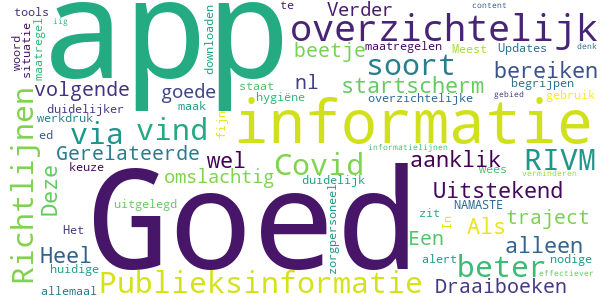 tools
woord
situatie
maatregel
iig
app
downloaden
te
Verder
content
overzichtelijk
beetje
maatregelen
Meest
Updates
denk
soort
bereiken
volgende
goede
nl
startscherm
begrijpen
staat
hygiëne
overzichtelijke
gebied
gebruik
maak
duidelijker
werkdruk
via
vind
fijn
informatie
Richtlijnen
ed
Gerelateerde
wel
Covid
informatielijnen
aanklik
RIVM
keuze
omslachtig
duidelijk
wees
verminderen
Deze
Goed
zorgpersoneel
Uitstekend
uitgelegd
zit
In
NAMASTE
Als
traject
Het
Een
alleen
Heel
huidige
alert
beter
nodige
effectiever
allemaal
Publieksinformatie
Draaiboeken